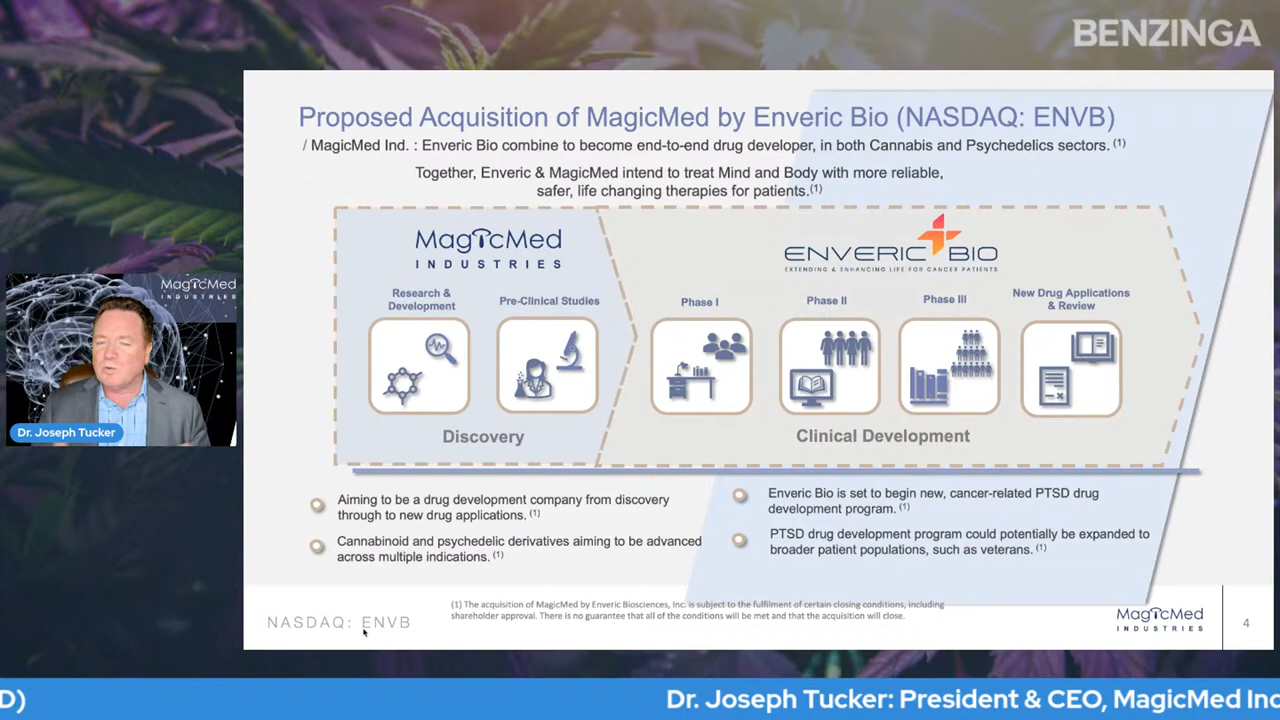 BENZINGA
Proposed Acquisition of MagicMed by Enveric Bio (NASDAQ: ENVB)
/ MagicMed Ind. : Enveric Bio combine to become end-to-end drug developer, in both Cannabis and Psychedelics sectors. (1)
Together, Enveric & MagicMed intend to treat Mind and Body with more reliable,
safer, life changing therapies for patients.(1)
MagicMed
INDUSTRIES
ENVERIC BIO
EXTENDING & ENHANCING LIFE FOR CANCER PATIENTS
Research &
Development
Pre-Clinical Studies
Phase I
Phase II
Phase III
New Drug Applications
& Review
Discovery
Clinical Development
MagicMed
INDUSTRIES
Dr. Joseph Tucker
Aiming to be a drug development company from discovery
through to new drug applications. (1)
Cannabinoid and psychedelic derivatives aiming to be advanced
across multiple indications. (1)
Enveric Bio is set to begin new, cancer-related PTSD drug
development program. (1)
PTSD drug development program could potentially be expanded to
broader patient populations, such as veterans. (1)
(1) The acquisition of MagicMed by Enveric Biosciences, Inc. is subject to the fulfilment of certain closing conditions, including
shareholder approval. There is no guarantee that all of the conditions will be met and that the acquisition will close.
NASDAQ: ENVB
MagicMed
INDUSTRIES
4
D)
Dr. Joseph Tucker: President & CEO, MagicMed Ind